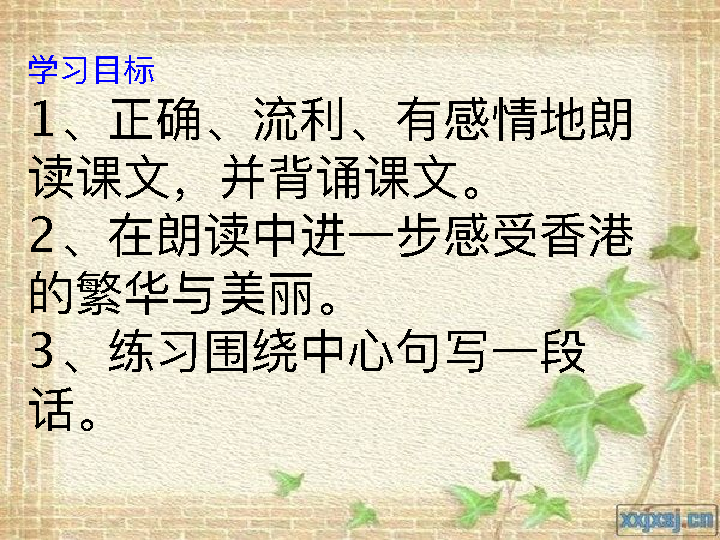 学习目标
1、正确、流利、有感情地朗
读课文，并背诵课文。
2、在朗读中进一步感受香港
的繁华与美丽。
3、练习围绕中心句写一段
话。
xxjxsj.cn